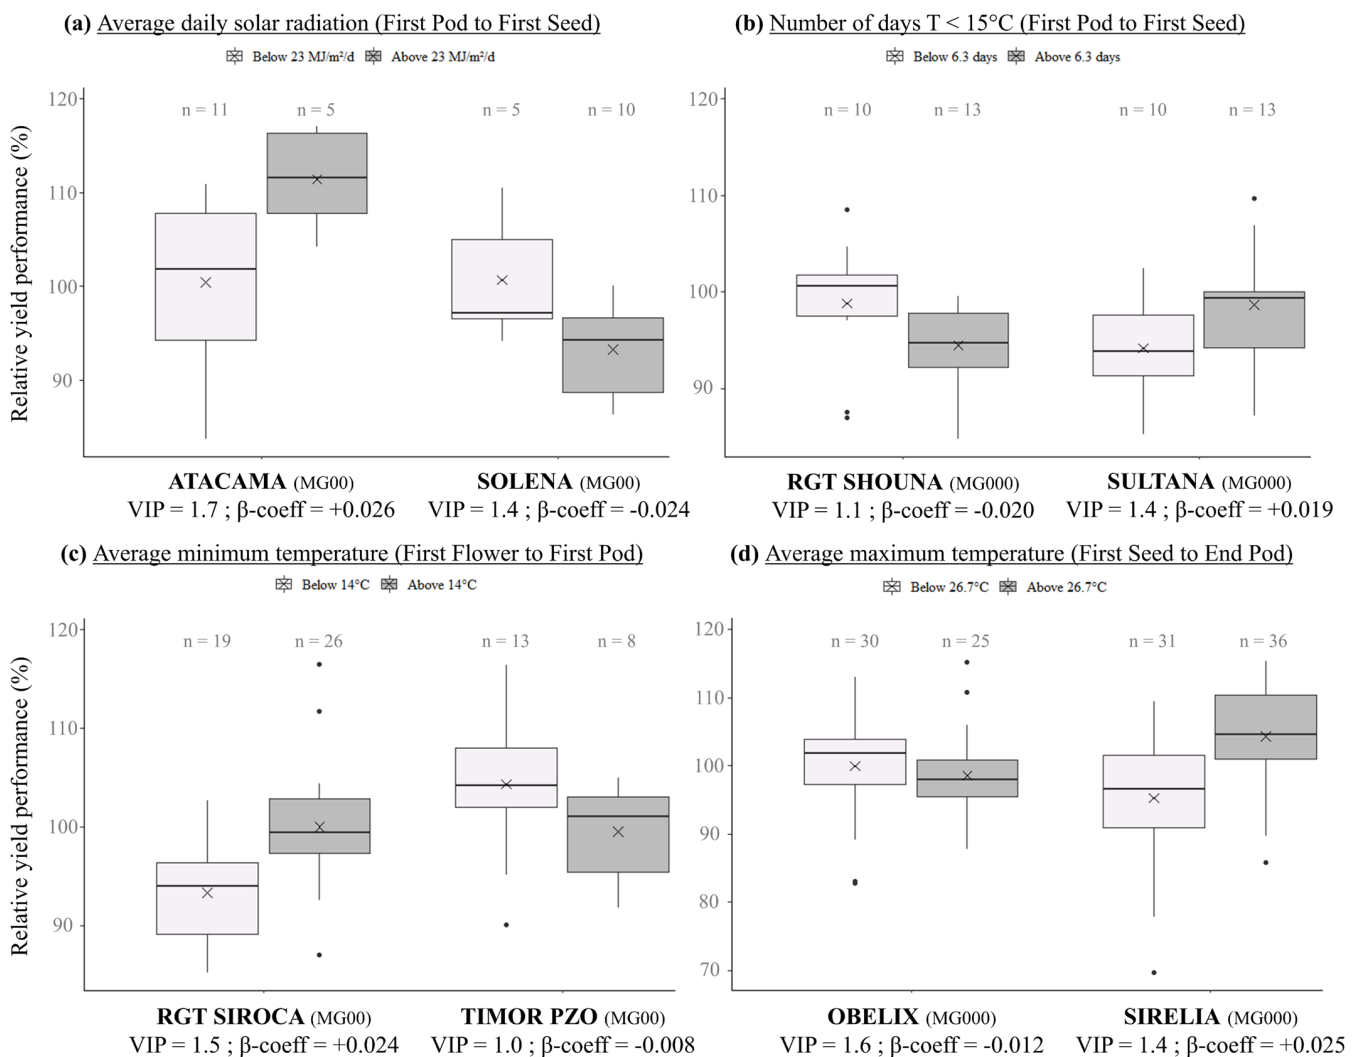 (a) Average daily solar radiation (First Pod to First Seed)
Below 23 MJ/m²/d Above 23 MJ/m²/d
Relative yield performance (%)
120
110
100
90
n = 11 n = 5 n = 5 n = 10
ATACAMA (MG00) SOLENA (MG00)
VIP = 1.7 ; β-coeff = +0.026 VIP = 1.4 ; β-coeff = -0.024
(b) Number of days T < 15°C (First Pod to First Seed)
Below 6.3 days Above 6.3 days
120
110
100
90
n = 10 n = 13 n = 10 n = 13
RGT SHOUNA (MG000) SULTANA (MG000)
VIP = 1.1 ; β-coeff = -0.020 VIP = 1.4 ; β-coeff = +0.019
(c) Average minimum temperature (First Flower to First Pod)
Below 14°C Above 14°C
Relative yield performance (%)
120
110
100
90
n = 19 n = 26 n = 13 n = 8
RGT SIROCA (MG00) TIMOR PZO (MG00)
VIP = 1.5 ; β-coeff = +0.024 VIP = 1.0 ; β-coeff = -0.008
(d) Average maximum temperature (First Seed to End Pod)
Below 26.7°C Above 26.7°C
120
110
100
90
80
70
n = 30 n = 25 n = 31 n = 36
OBELIX (MG000) SIRELIA (MG000)
VIP = 1.6 ; β-coeff = -0.012 VIP = 1.4 ; β-coeff = +0.025